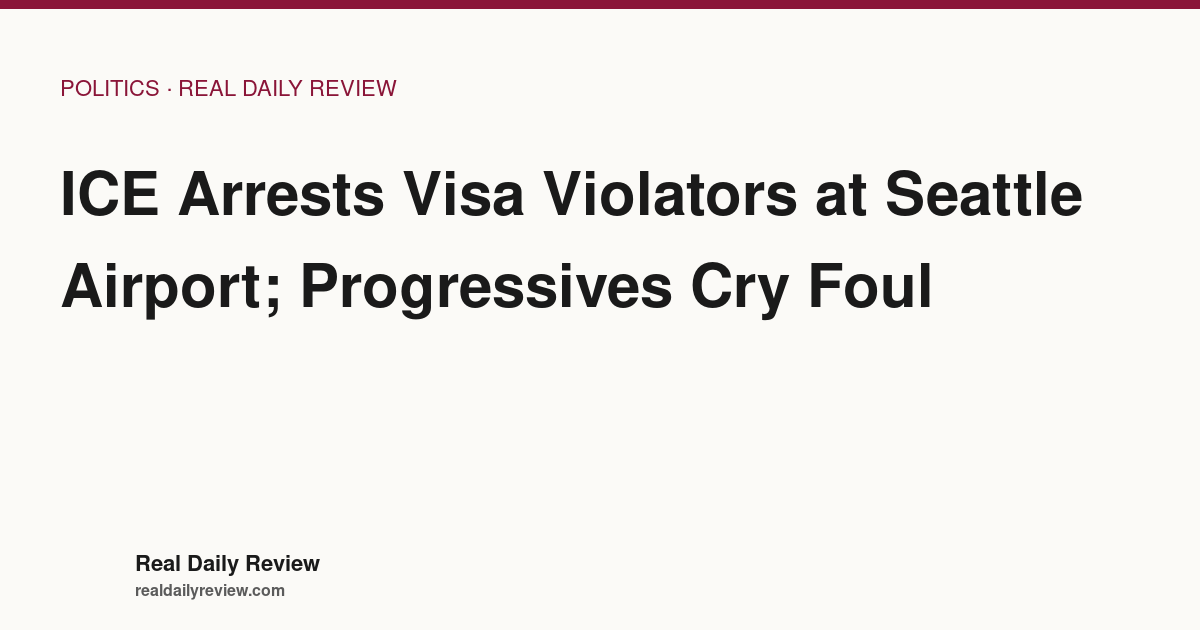 POLITICS · REAL DAILY REVIEW
ICE Arrests Visa Violators at Seattle
Airport; Progressives Cry Foul
Real Daily Review
realdailyreview.com